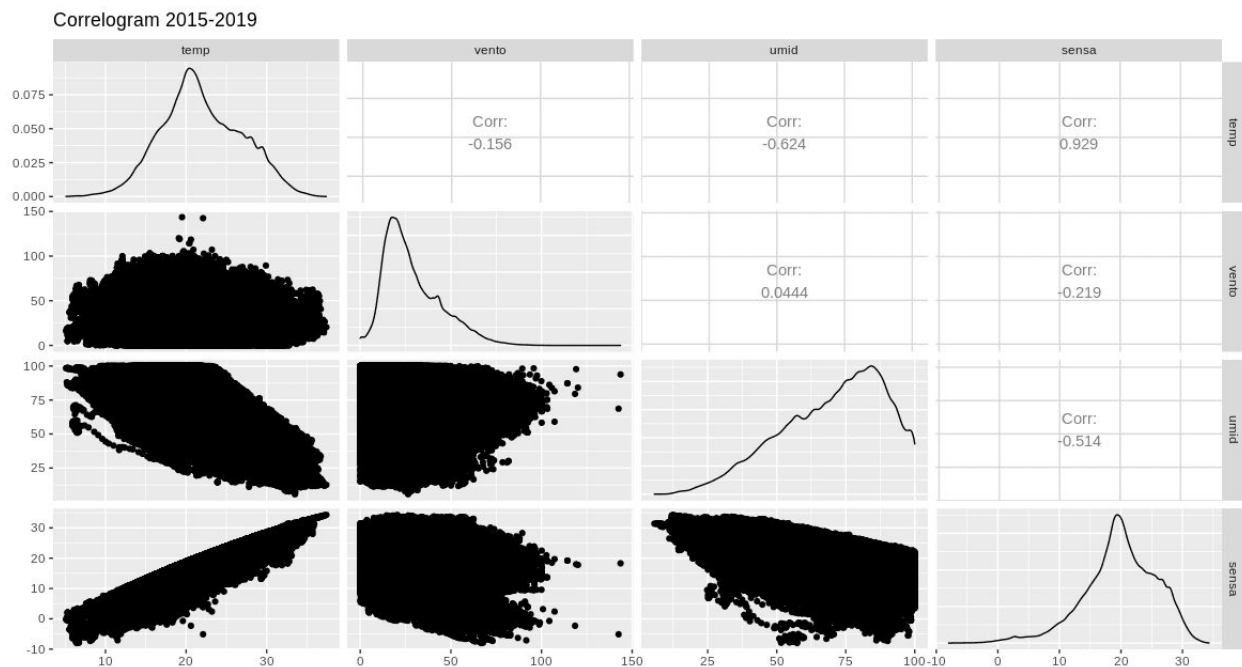 Correlogram 2015-2019
temp vento umid sensa
0.075
0.050
0.025
0.000
Corr:
-0.156
Corr:
-0.624
Corr:
0.929
temp
150
100
50
0
Corr:
0.0444
Corr:
-0.219
vento
100
75
50
25
Corr:
-0.514
umid
30
20
10
0
-10
sensa
10 20 30 0 50 100 150 25 50 75 100 -10 0 10 20 30